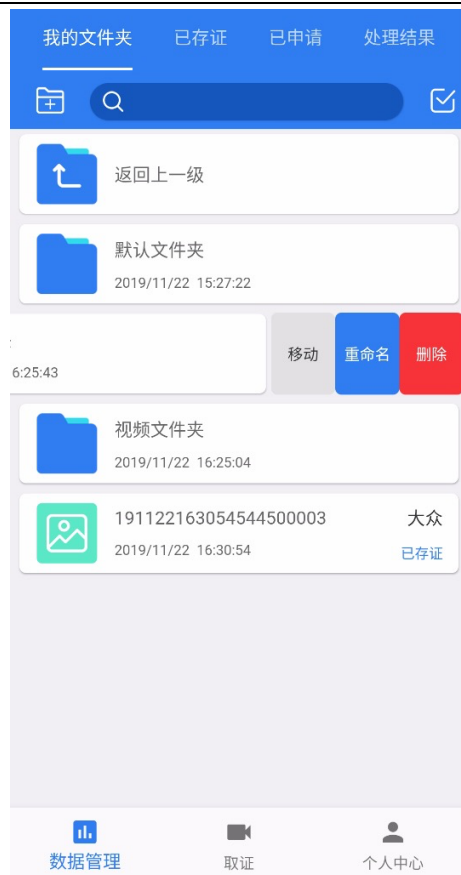 我的文件夹 已存证 已申请 处理结果
返回上一级
默认文件夹
2019/11/22 15:27:22
移动 重命名 删除
6:25:43
视频文件夹
2019/11/22 16:25:04
191122163054544500003 大众
2019/11/22 16:30:54 已存证
数据管理 取证 个人中心